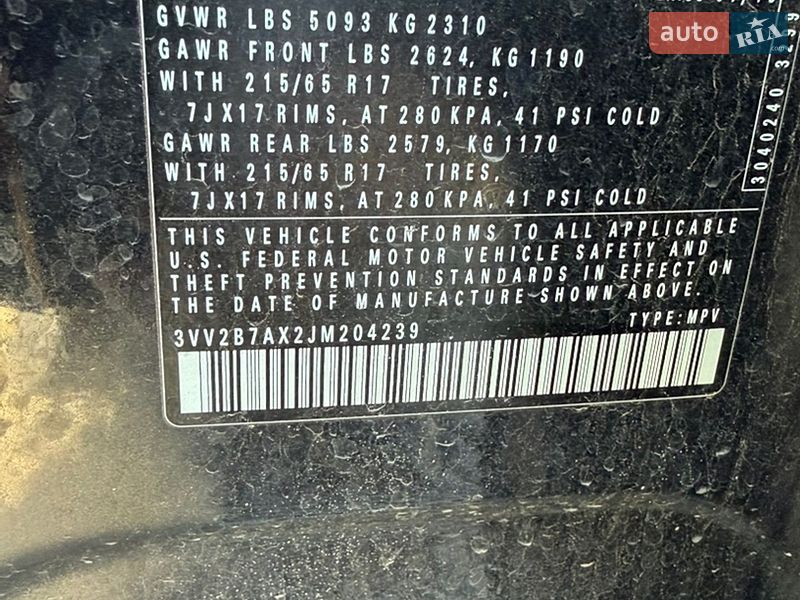 GVWR LBS 5093 KG 2310
GAWR FRONT LBS 2624, KG 1190
WITH 215/65 R17 TIRES,
7JX17 RIMS, AT 280 KPA, 41 PSI COLD
GAWR REAR LBS 2579, KG 1170
WITH 215/65 R17 TIRES,
7JX17 RIMS, AT 280 KPA, 41 PSI COLD
THIS VEHICLE CONFORMS TO ALL APPLICABLE
U.S. FEDERAL MOTOR VEHICLE SAFETY AND
THEFT PREVENTION STANDARDS IN EFFECT ON
THE DATE OF MANUFACTURE SHOWN ABOVE.
3VV2B7AX2JM204239 TYPE: MPV
3040240 3239
auto RIA .com